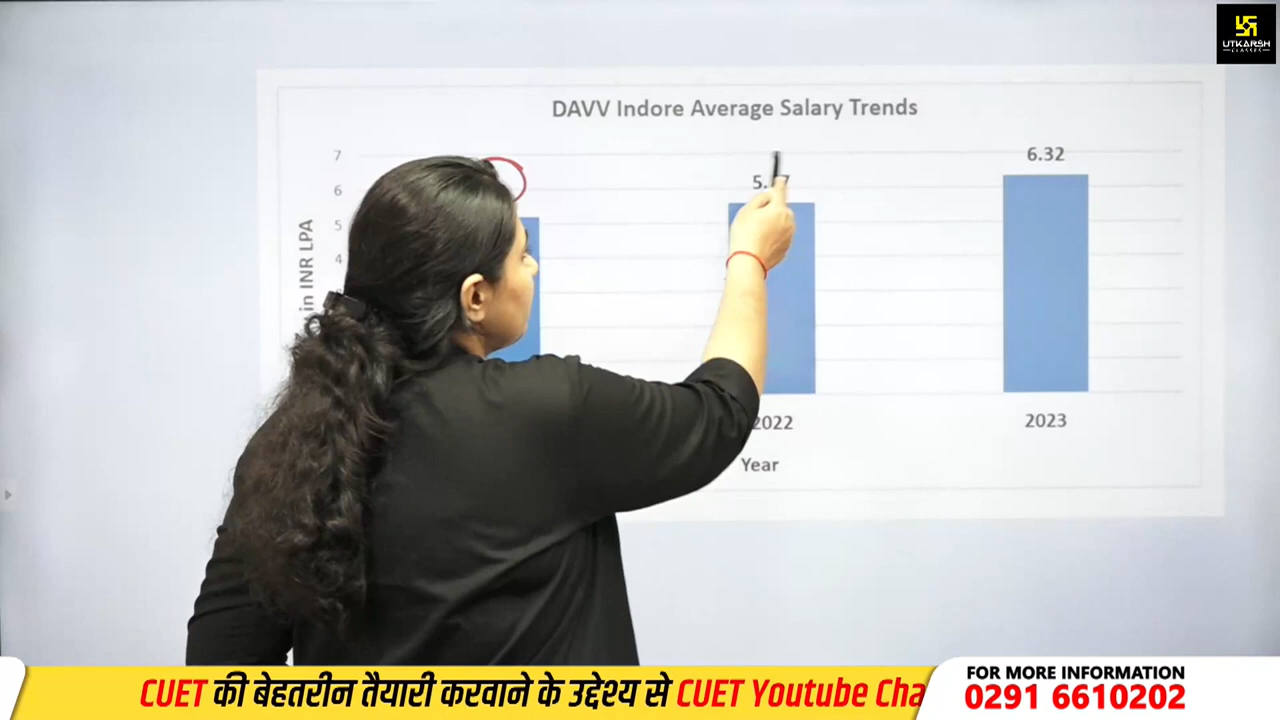 UTKARSH
CLASSES
DAVV Indore Average Salary Trends
7
6
5
4
in INR LPA
6.32
2022
2023
Year
CUET की बेहतरीन तैयारी करवाने के उद्देश्य से CUET Youtube
FOR MORE INFORMATION
0291 6610202